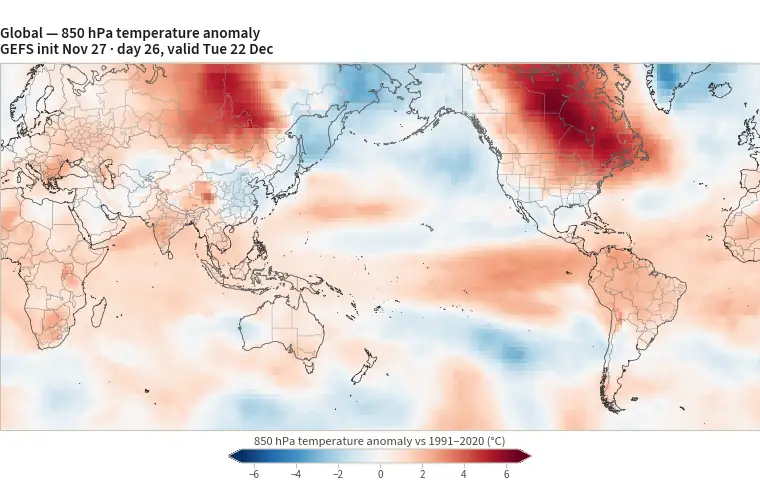 Global — 850 hPa temperature anomaly
GEFS init Nov 27 · day 26, valid Tue 22 Dec
850 hPa temperature anomaly vs 1991–2020 (°C)
−6 −4 −2 0 2 4 6